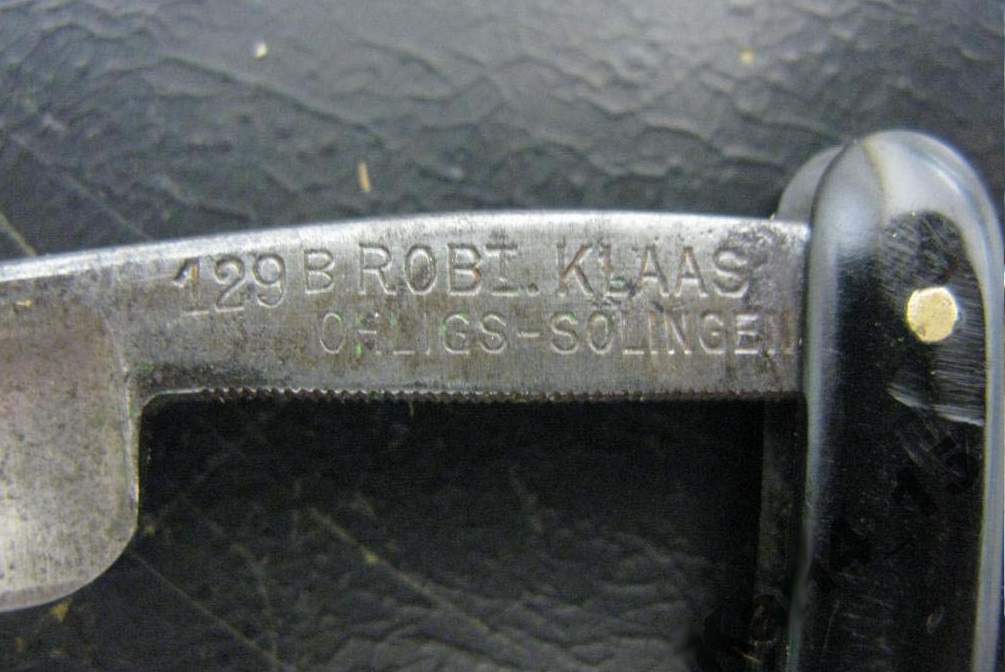 129 B ROBT. KLAAS
OHLIGS-SOLINGEN